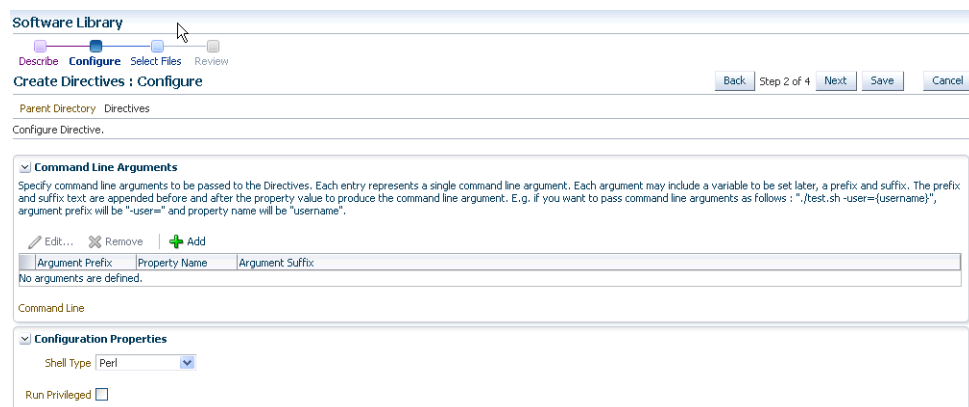 Software Library
Describe Configure Select Files Review
Create Directives : Configure
Back Step 2 of 4 Next Save Cancel
Parent Directory Directives
Configure Directive.
Command Line Arguments
Specify command line arguments to be passed to the Directives. Each entry represents a single command line argument. Each argument may include a variable to be set later, a prefix and suffix. The prefix
and suffix text are appended before and after the property value to produce the command line argument. E.g. if you want to pass command line arguments as follows : "./test.sh -user={username}",
argument prefix will be "-user=" and property name will be "username".
Edit... Remove Add
Argument Prefix Property Name Argument Suffix
No arguments are defined.
Command Line
Configuration Properties
Shell Type Perl
Run Privileged